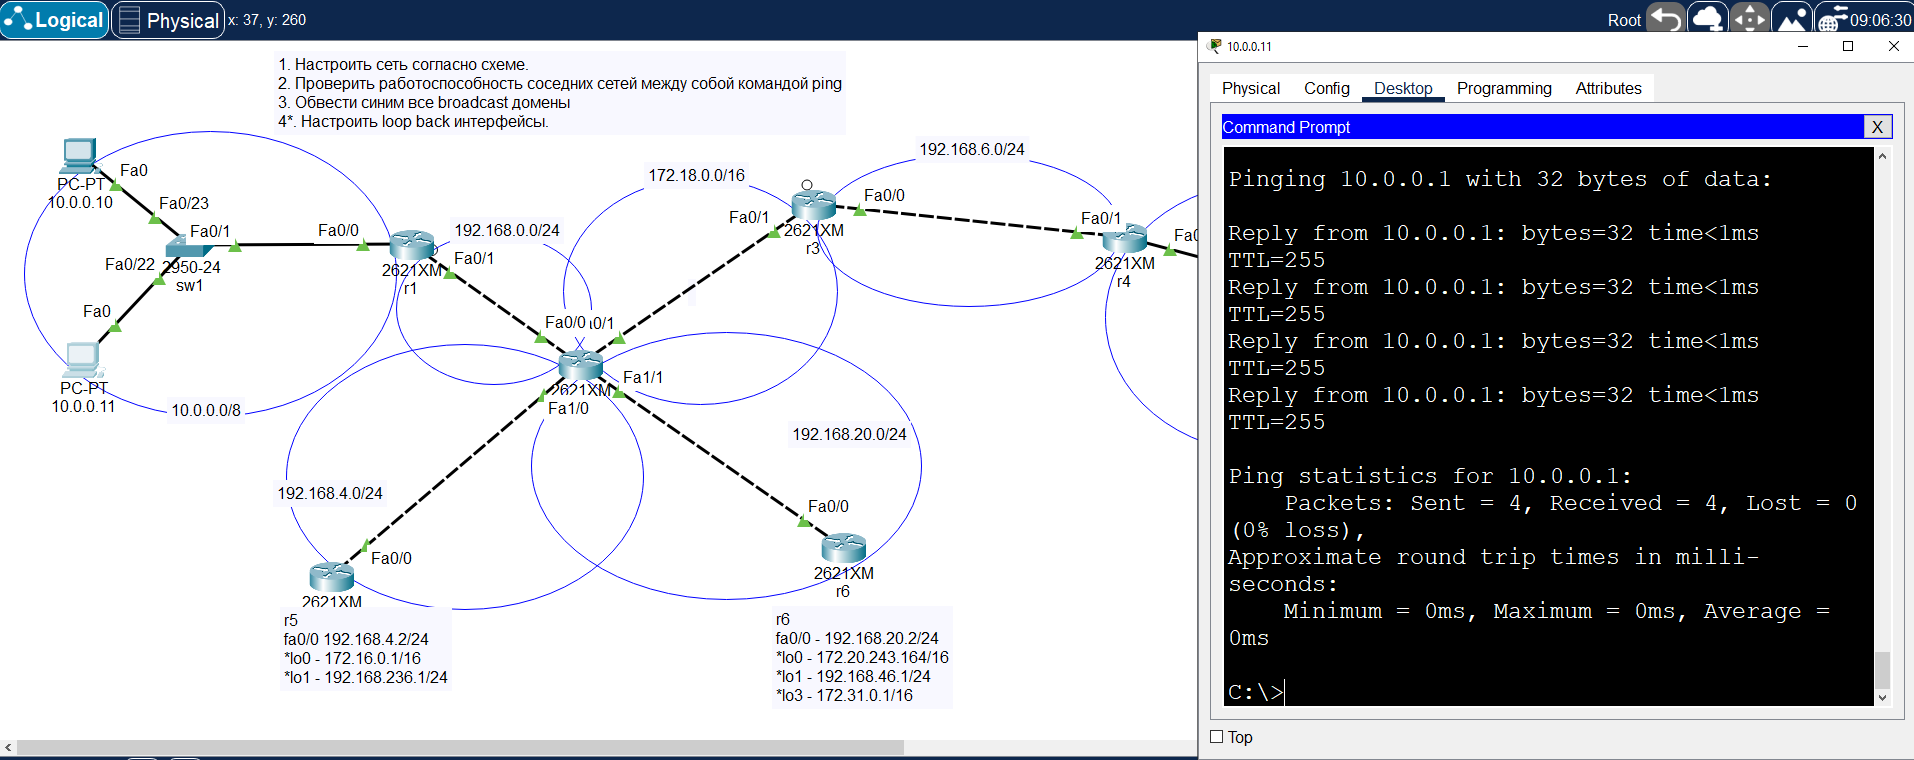 Logical
Physical
x: 37, y: 260
Root
09:06:30
1. Настроить сеть согласно схеме.
2. Проверить работоспособность соседних сетей между собой командой ping
3. Обвести синим все broadcast домены
4*. Настроить loop back интерфейсы.
192.168.6.0/24
172.18.0.0/16
Fa0
PC-PT
10.0.0.10
Fa0/23
Fa0/1
Fa0/0
Fa0/22
2950-24
sw1
Fa0
PC-PT
10.0.0.11
10.0.0.0/8
192.168.0.0/24
2621XM
r1
Fa0/1
Fa0/1
2621XM
r3
Fa0/0
Fa0/1
2621XM
r4
Fa0
Fa0/0
0/1
2621XM
Fa1/1
Fa1/0
192.168.20.0/24
192.168.4.0/24
Fa0/0
2621XM
r6
Fa0/0
2621XM
r5
fa0/0 192.168.4.2/24
*lo0 - 172.16.0.1/16
*lo1 - 192.168.236.1/24
r6
fa0/0 - 192.168.20.2/24
*lo0 - 172.20.243.164/16
*lo1 - 192.168.46.1/24
*lo3 - 172.31.0.1/16
10.0.0.11
Physical Config Desktop Programming Attributes
Command Prompt
X
Pinging 10.0.0.1 with 32 bytes of data:
Reply from 10.0.0.1: bytes=32 time<1ms
TTL=255
Reply from 10.0.0.1: bytes=32 time<1ms
TTL=255
Reply from 10.0.0.1: bytes=32 time<1ms
TTL=255
Reply from 10.0.0.1: bytes=32 time<1ms
TTL=255
Ping statistics for 10.0.0.1:
Packets: Sent = 4, Received = 4, Lost = 0
(0% loss),
Approximate round trip times in milli-
seconds:
Minimum = 0ms, Maximum = 0ms, Average =
0ms
C:\>
Top